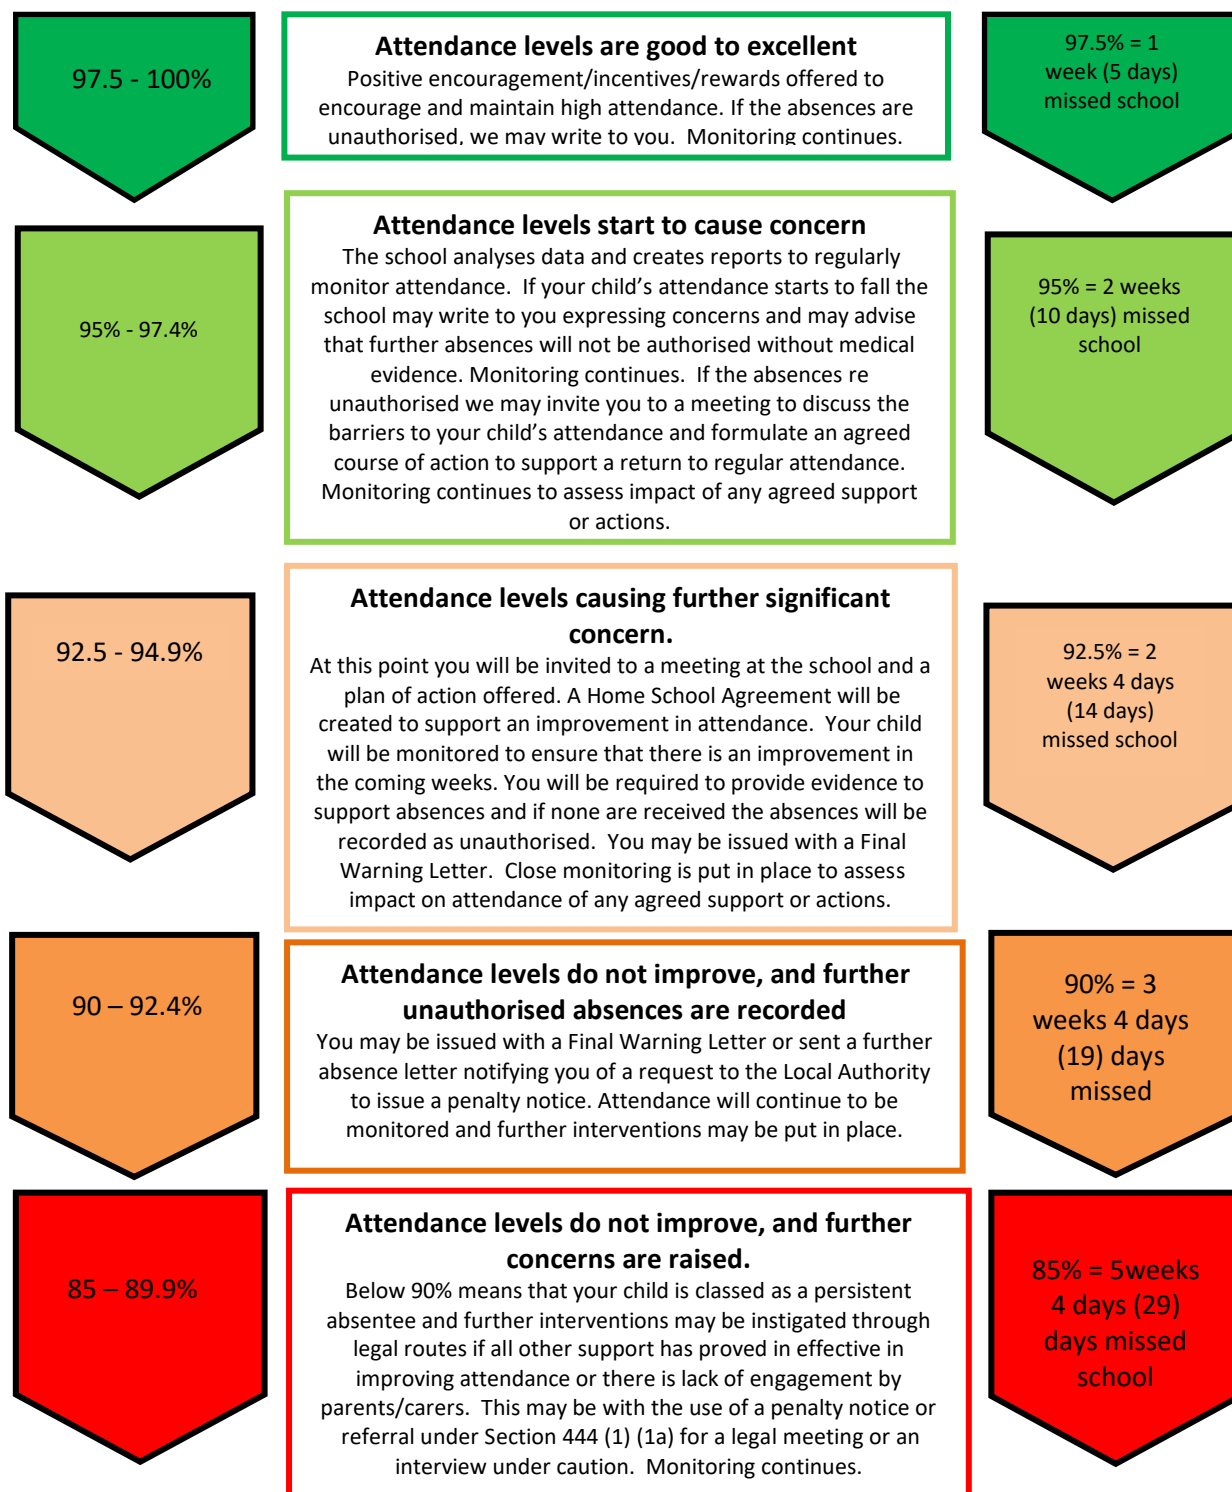 97.5 - 100%
Attendance levels are good to excellent
Positive encouragement/incentives/rewards offered to
encourage and maintain high attendance. If the absences are
unauthorised, we may write to you.  Monitoring continues.
97.5% = 1
week (5 days)
missed school
95% - 97.4%
Attendance levels start to cause concern
The school analyses data and creates reports to regularly
monitor attendance.  If your child’s attendance starts to fall the
school may write to you expressing concerns and may advise
that further absences will not be authorised without medical
evidence. Monitoring continues.  If the absences re
unauthorised we may invite you to a meeting to discuss the
barriers to your child’s attendance and formulate an agreed
course of action to support a return to regular attendance.
Monitoring continues to assess impact of any agreed support
or actions.
95% = 2 weeks
(10 days) missed
school
92.5 - 94.9%
Attendance levels causing further significant
concern.
At this point you will be invited to a meeting at the school and a
plan of action offered. A Home School Agreement will be
created to support an improvement in attendance.  Your child
will be monitored to ensure that there is an improvement in
the coming weeks. You will be required to provide evidence to
support absences and if none are received the absences will be
recorded as unauthorised.  You may be issued with a Final
Warning Letter.  Close monitoring is put in place to assess
impact on attendance of any agreed support or actions.
92.5% = 2
weeks 4 days
(14 days)
missed school
90 – 92.4%
Attendance levels do not improve, and further
unauthorised absences are recorded
You may be issued with a Final Warning Letter or sent a further
absence letter notifying you of a request to the Local Authority
to issue a penalty notice. Attendance will continue to be
monitored and further interventions may be put in place.
90% = 3
weeks 4 days
(19) days
missed
85 – 89.9%
Attendance levels do not improve, and further
concerns are raised.
Below 90% means that your child is classed as a persistent
absentee and further interventions may be instigated through
legal routes if all other support has proved in effective in
improving attendance or there is lack of engagement by
parents/carers.  This may be with the use of a penalty notice or
referral under Section 444 (1) (1a) for a legal meeting or an
interview under caution.  Monitoring continues.
85% = 5weeks
4 days (29)
days missed
school